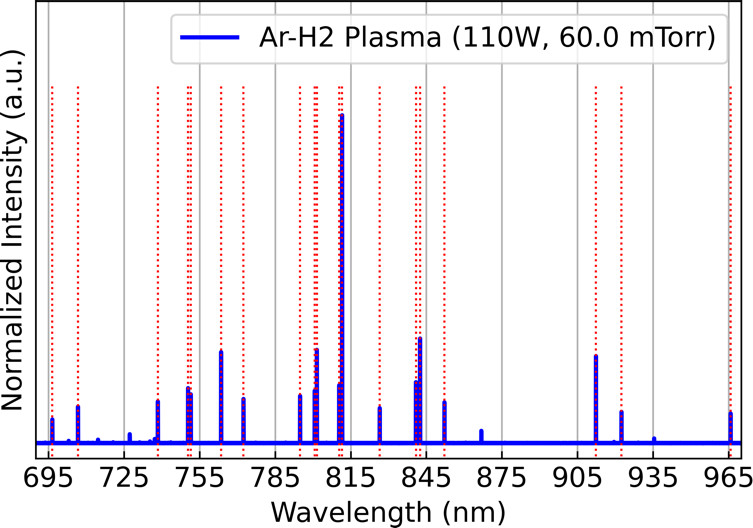 Ar-H2 Plasma (110W, 60.0 mTorr)
Normalized Intensity (a.u.)
695 725 755 785 815 845 875 905 935 965
Wavelength (nm)